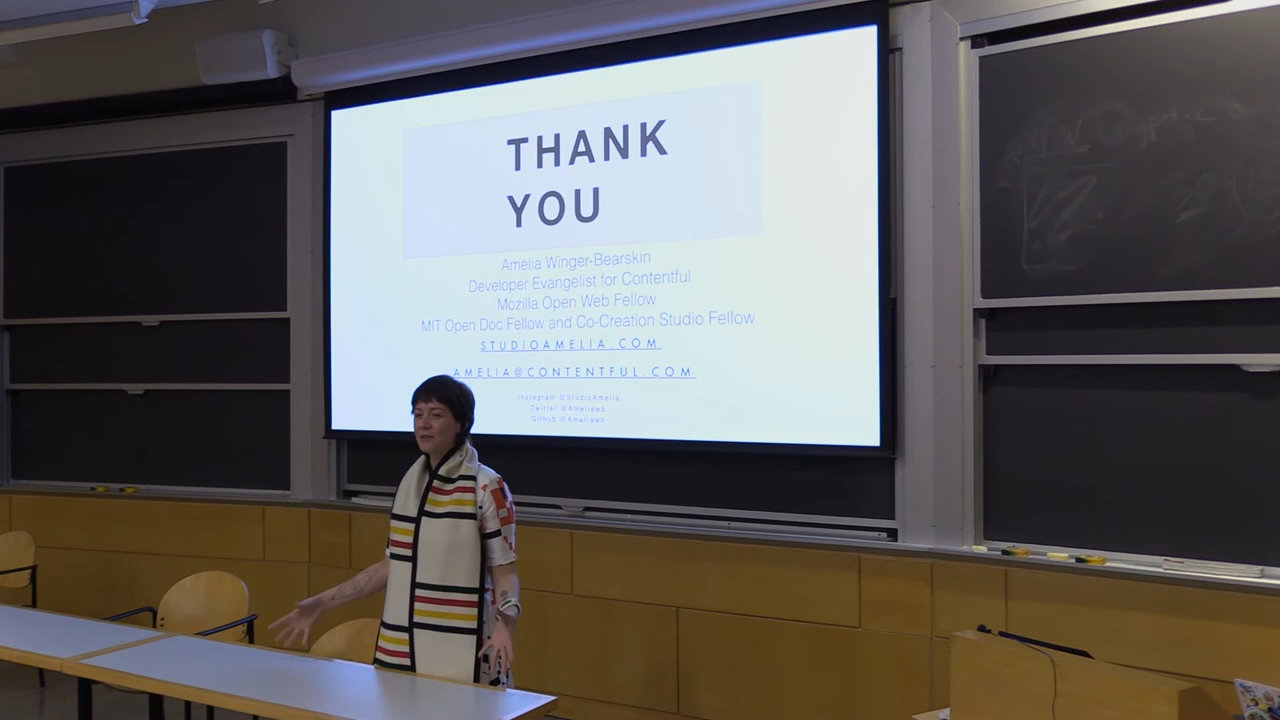 THANK
YOU
Amelia Winger-Bearskin
Developer Evangelist for Contentful
Mozilla Open Web Fellow
MIT Open Doc Fellow and Co-Creation Studio Fellow
STUDIOAMELIA.COM
AMELIA@CONTENTFUL.COM
Instagram @StudioAmelia
Twitter @Ameliawb
Github @Ameliawb